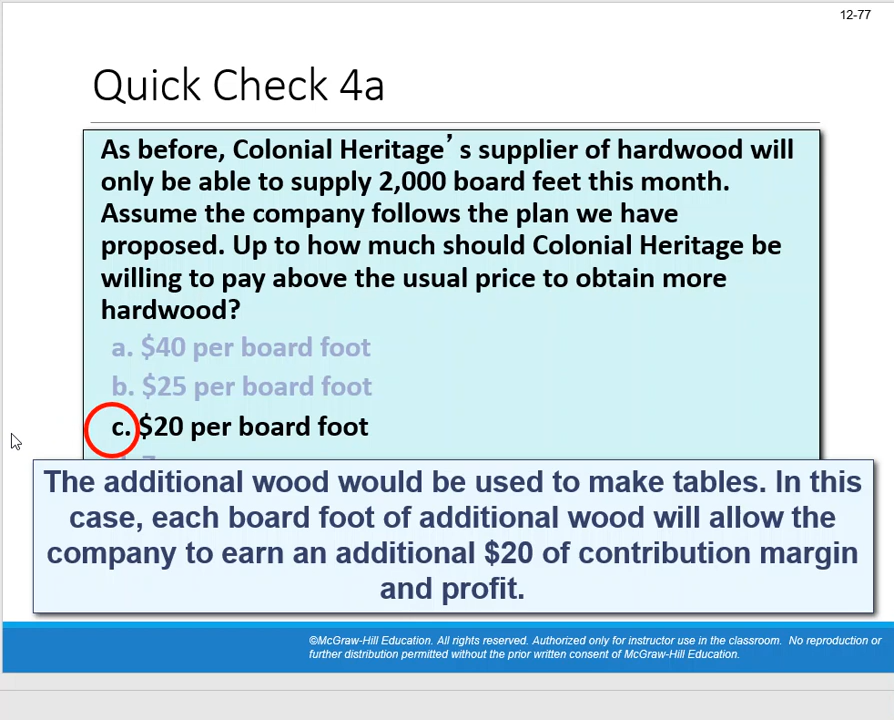 12-77
Quick Check 4a
As before, Colonial Heritage’s supplier of hardwood will
only be able to supply 2,000 board feet this month.
Assume the company follows the plan we have
proposed. Up to how much should Colonial Heritage be
willing to pay above the usual price to obtain more
hardwood?
a. $40 per board foot
b. $25 per board foot
c. $20 per board foot
The additional wood would be used to make tables. In this
case, each board foot of additional wood will allow the
company to earn an additional $20 of contribution margin
and profit.
©McGraw-Hill Education. All rights reserved. Authorized only for instructor use in the classroom. No reproduction or
further distribution permitted without the prior written consent of McGraw-Hill Education.